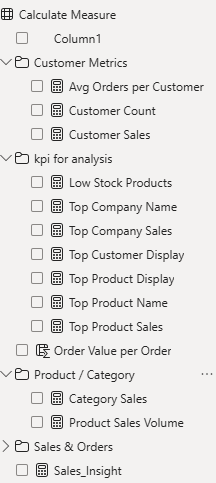 Calculate Measure
Column1
Customer Metrics
Avg Orders per Customer
Customer Count
Customer Sales
kpi for analysis
Low Stock Products
Top Company Name
Top Company Sales
Top Customer Display
Top Product Display
Top Product Name
Top Product Sales
Order Value per Order
Product / Category
Category Sales
Product Sales Volume
Sales & Orders
Sales_Insight